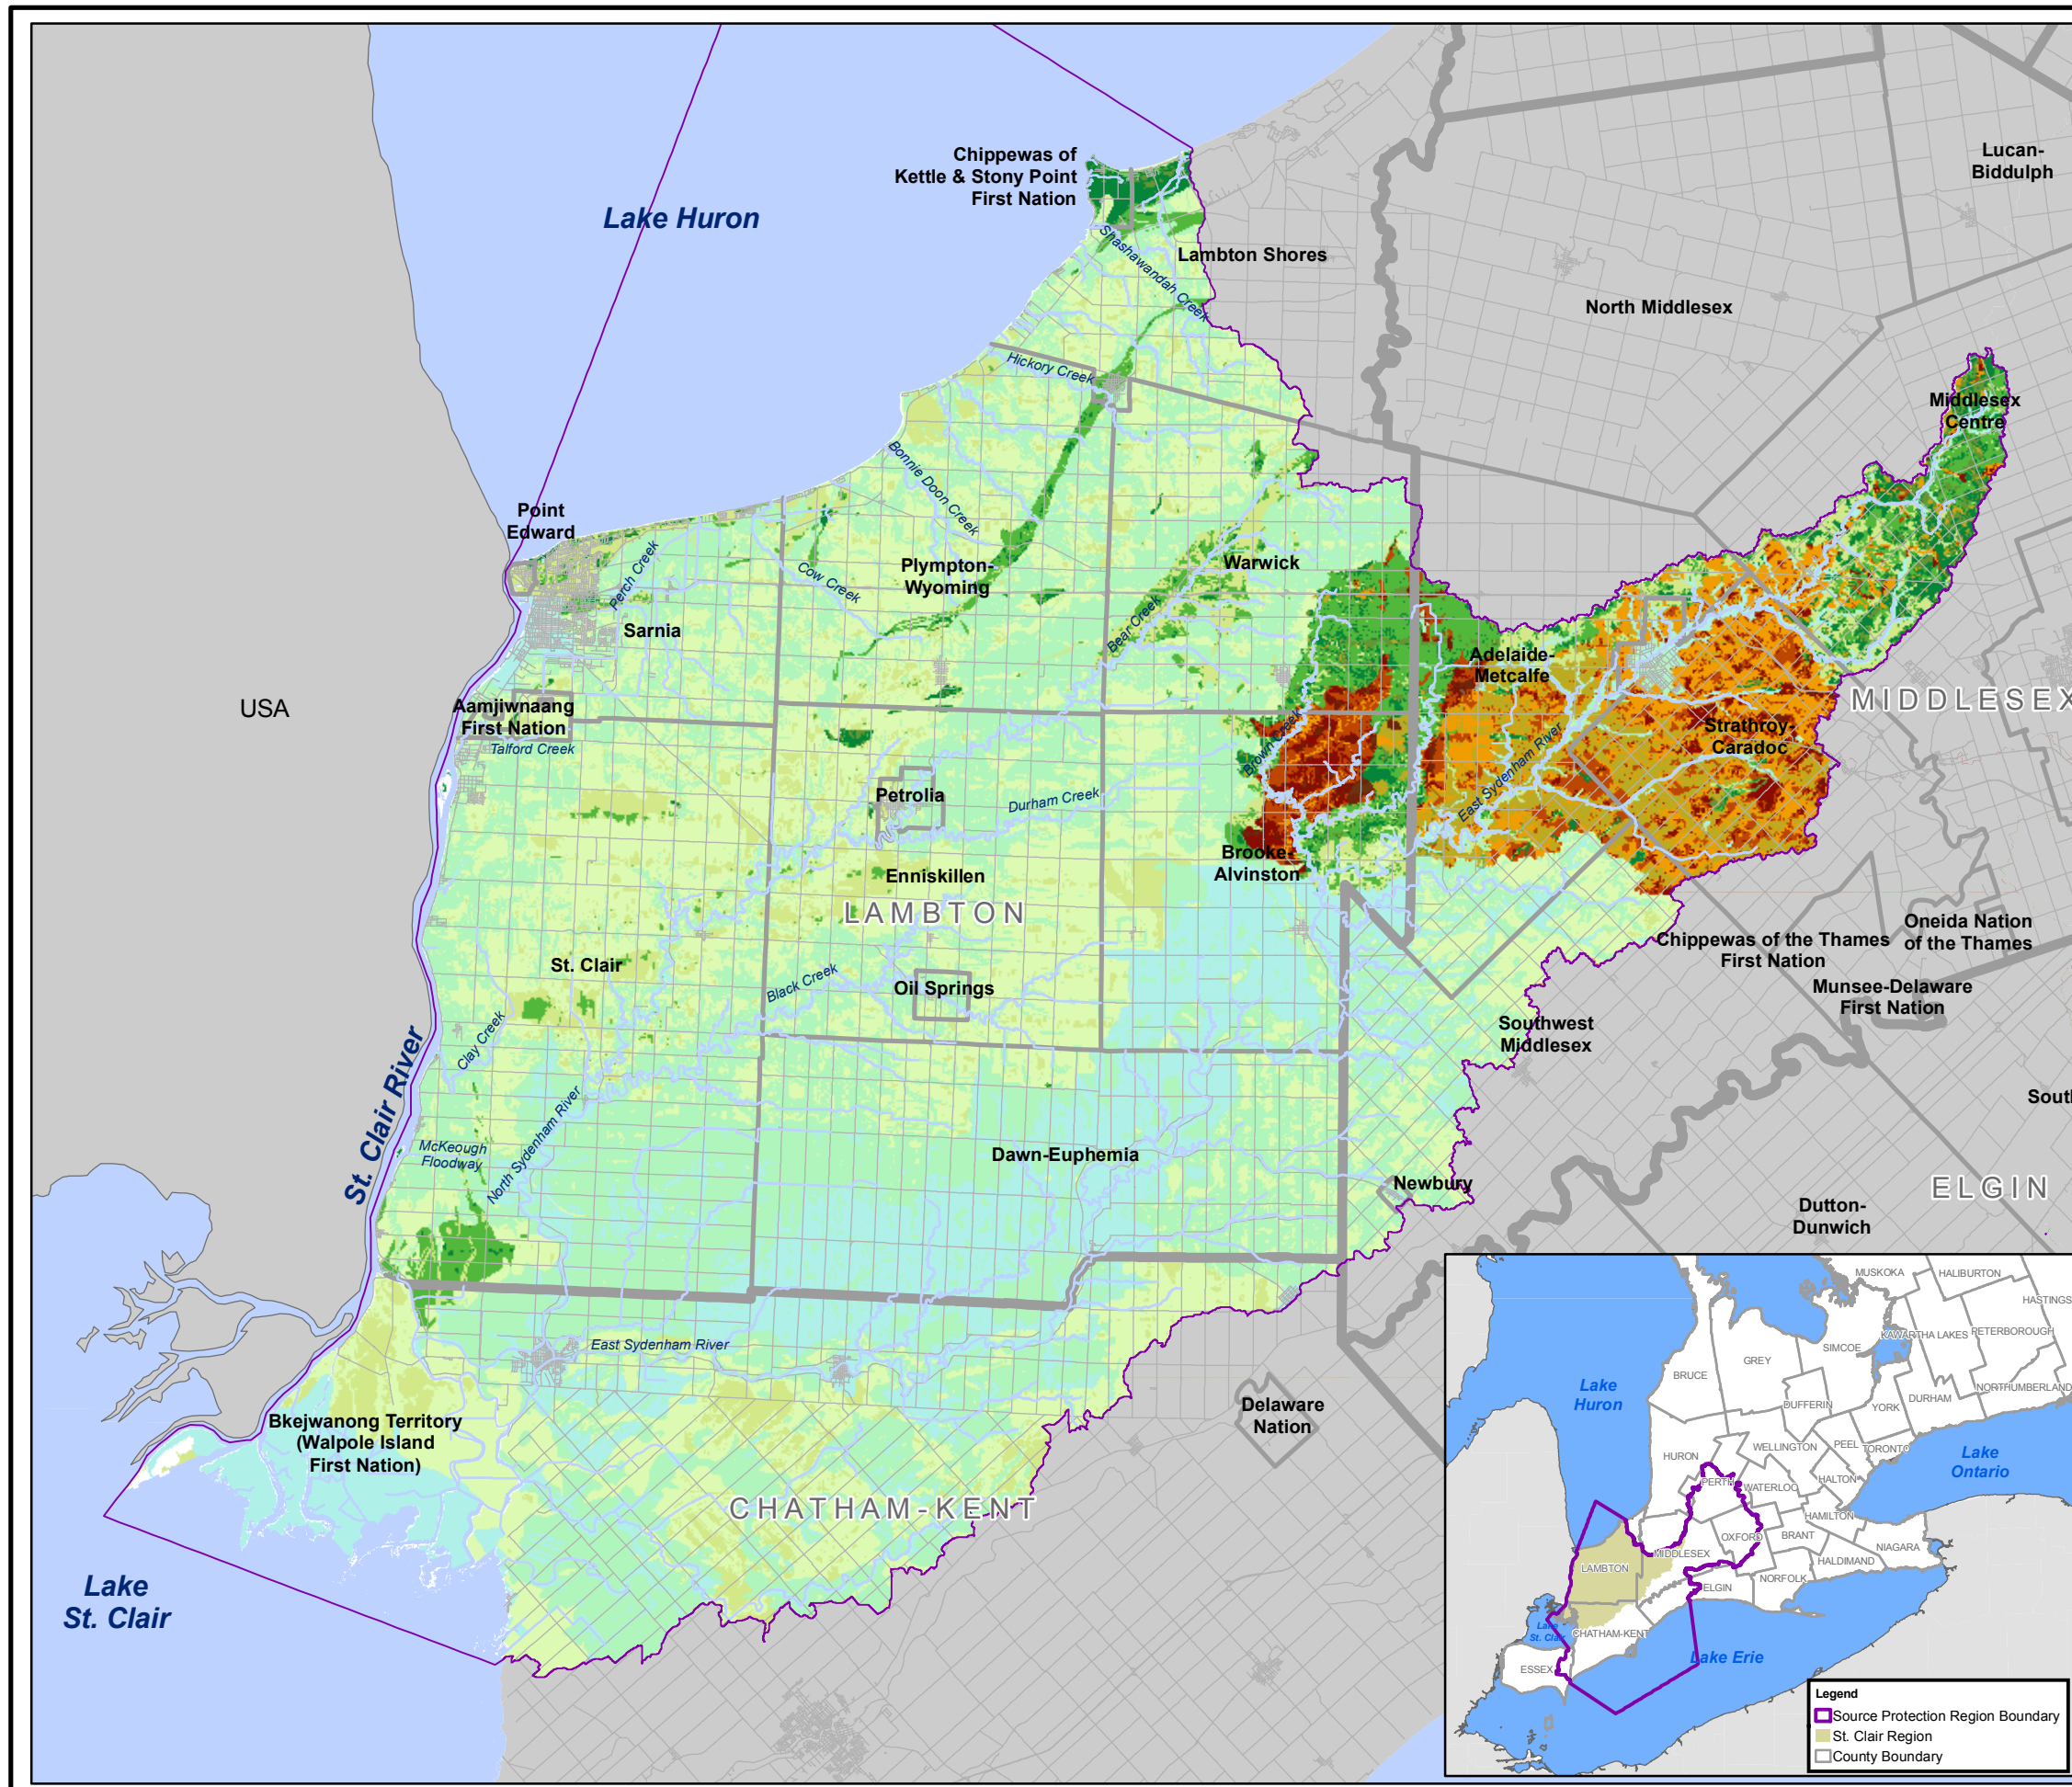 Chippewas of
Kettle & Stony Point
First Nation
Lake Huron
Lucan-
Biddulph
Shashawandah Creek
Lambton Shores
North Middlesex
Hickory Creek
Middlesex
Centre
Bonnie Doon Creek
Point
Edward
Perch Creek
Cow Creek
Plympton-
Wyoming
Warwick
Bear Creek
Sarnia
Adelaide-
Metcalfe
USA
Aamjiwnaang
First Nation
Talford Creek
MIDDLESEX
Strathroy-
Caradoc
Brown Creek
East Sydenham River
Petrolia
Durham Creek
Brooke-
Alvinston
Enniskillen
LAMBTON
Oneida Nation
of the Thames
Chippewas of the Thames
First Nation
St. Clair
Black Creek
Oil Springs
Munsee-Delaware
First Nation
Clay Creek
Southwest
Middlesex
St. Clair River
North Sydenham River
McKeough
Floodway
Dawn-Euphemia
Newbury
ELGIN
Dutton-
Dunwich
East Sydenham River
Delaware
Nation
Bkejwanong Territory
(Walpole Island
First Nation)
CHATHAM-KENT
Lake
St. Clair
MUSKOKA
HALIBURTON
HASTINGS
KAWARTHA LAKES
PETERBOROUGH
SIMCOE
GREY
BRUCE
Lake
Huron
NORTHUMBERLAND
DURHAM
DUFFERIN
YORK
WELLINGTON
PEEL
TORONTO
HURON
Lake
Ontario
HALTON
PERTH
WATERLOO
HAMILTON
OXFORD
BRANT
NIAGARA
MIDDLESEX
HALDIMAND
LAMBTON
NORFOLK
ELGIN
Lake
St. Clair
CHATHAM-KENT
Lake Erie
ESSEX
Legend
Source Protection Region Boundary
St. Clair Region
County Boundary